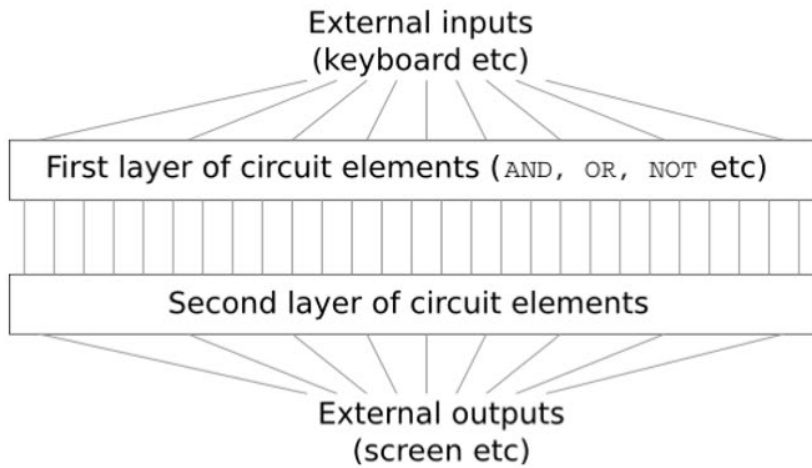 External inputs
(keyboard etc)
First layer of circuit elements (AND, OR, NOT etc)
Second layer of circuit elements
External outputs
(screen etc)